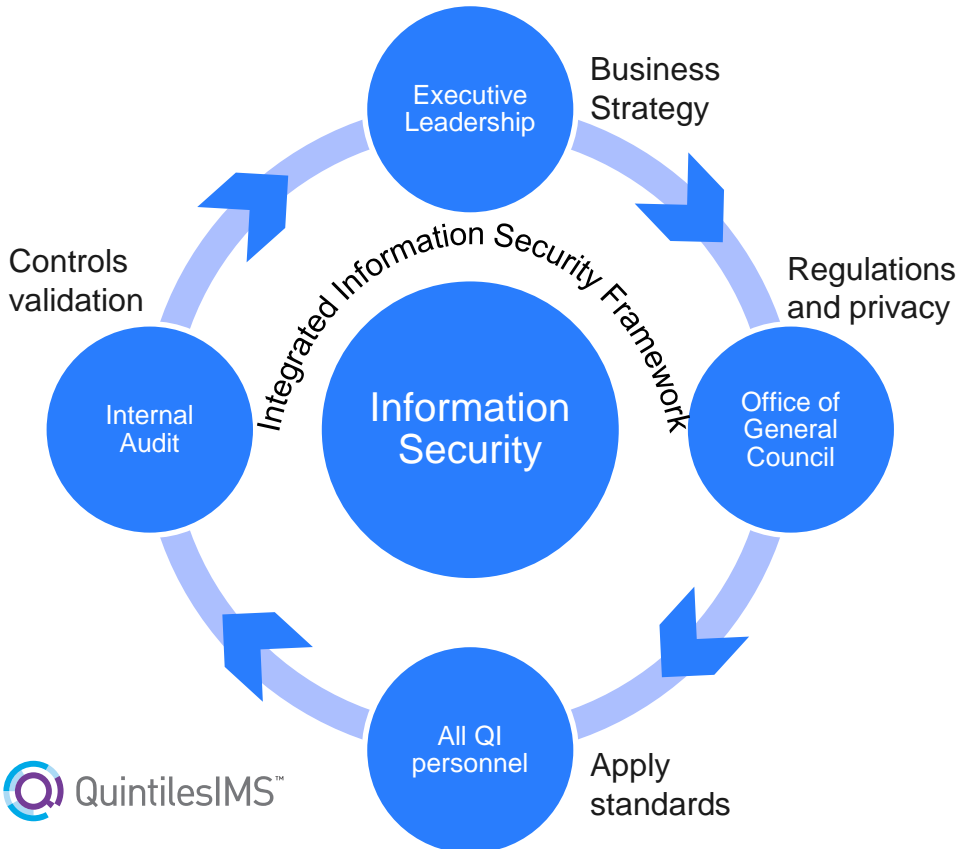 Executive
Leadership
Business
Strategy
Integrated Information Security Framework
Controls
validation
Regulations
and privacy
Internal
Audit
Information
Security
Office of
General
Council
All QI
personnel
Apply
standards
QuintilesIMS™